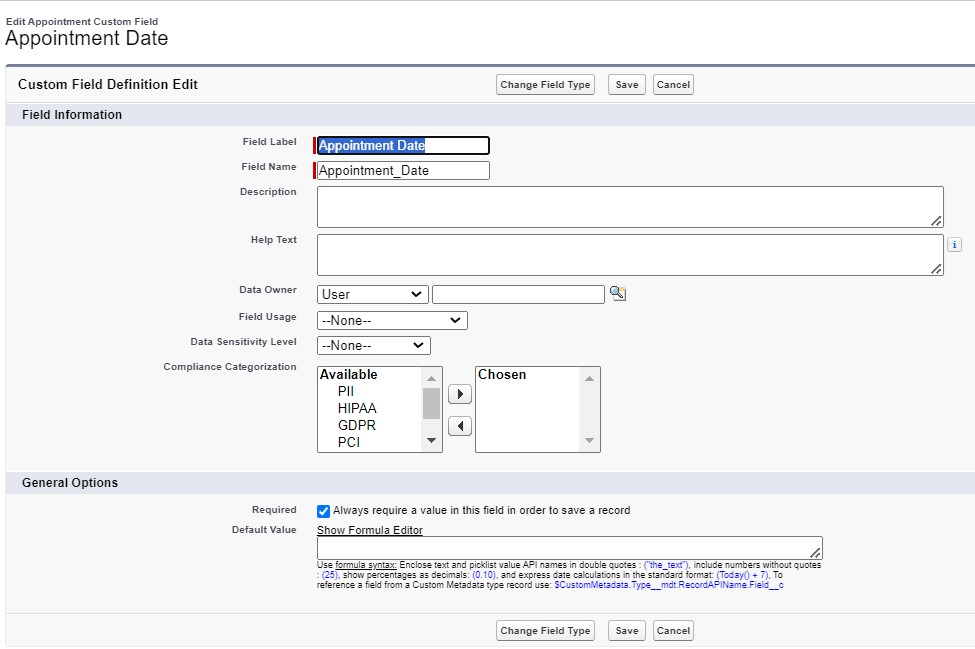 Edit Appointment Custom Field
Appointment Date
Custom Field Definition Edit
Change Field Type Save Cancel
Field Information
Field Label Appointment Date
Field Name Appointment_Date
Description
Help Text
i
Data Owner User
Field Usage --None--
Data Sensitivity Level --None--
Compliance Categorization
Available Chosen
PII
HIPAA
GDPR
PCI
General Options
Required Always require a value in this field in order to save a record
Default Value Show Formula Editor
Use formula syntax: Enclose text and picklist value API names in double quotes : ("the_text"), include numbers without quotes
: (25), show percentages as decimals: (0.10), and express date calculations in the standard format: (Today() + 7), To
reference a field from a Custom Metadata type record use: $CustomMetadata.Type__mdt.RecordAPIName.Field__c
Change Field Type Save Cancel